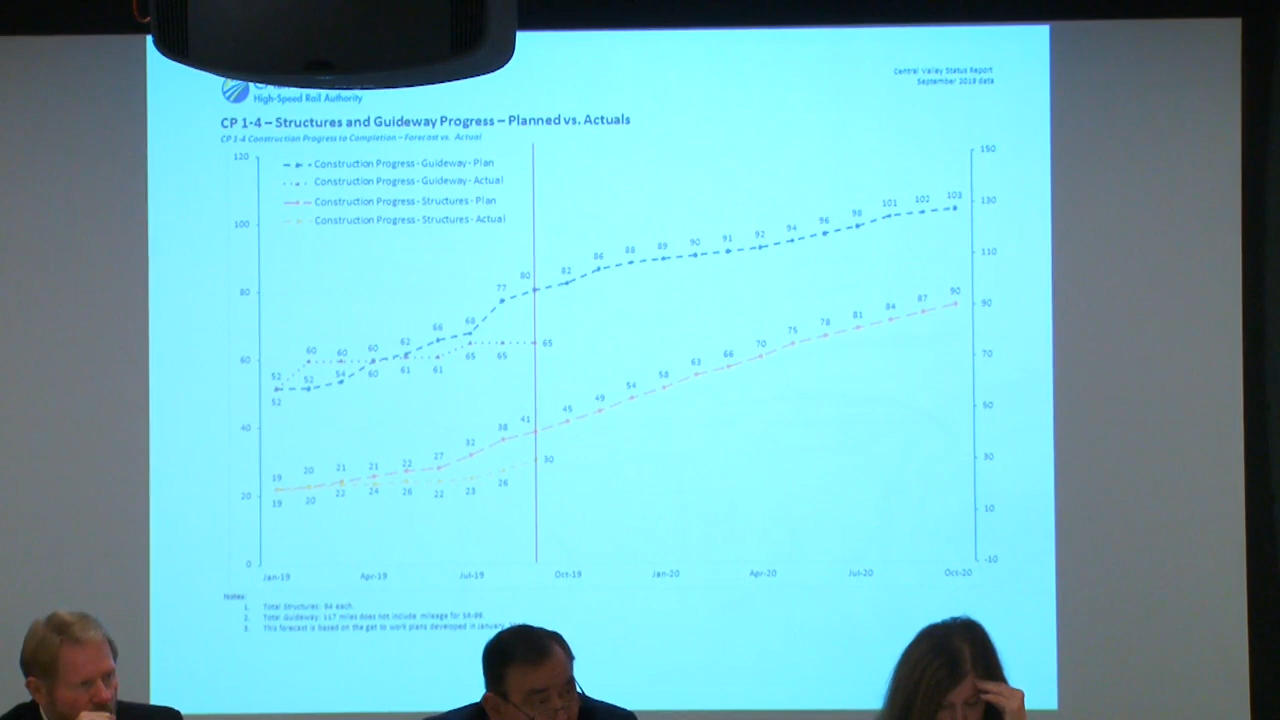 High-Speed Rail Authority
Central Valley Status Report
September 2019 data
CP 1-4 – Structures and Guideway Progress – Planned vs. Actuals
CP 1-4 Construction Progress to Completion – Forecast vs. Actual
Construction Progress - Guideway - Plan
Construction Progress - Guideway - Actual
Construction Progress - Structures - Plan
Construction Progress - Structures - Actual
120
100
80
60
40
20
0
150
130
110
90
70
50
30
10
-10
52 52 54 60 62 66 68 77 80 82 86 88 89 90 91 92 94 96 98 101 102 103
52 60 60 60 61 61 65 65 65
19 20 21 21 22 27 32 38 41 45 49 54 58 63 66 70 75 78 81 84 87 90
19 20 22 24 26 22 23 26 30
Jan-19 Apr-19 Jul-19 Oct-19 Jan-20 Apr-20 Jul-20 Oct-20
Notes:
1. Total Structures: 94 each.
2. Total Guideway: 117 miles does not include mileage for SR-99.
3. This forecast is based on the get to work plans developed in January,